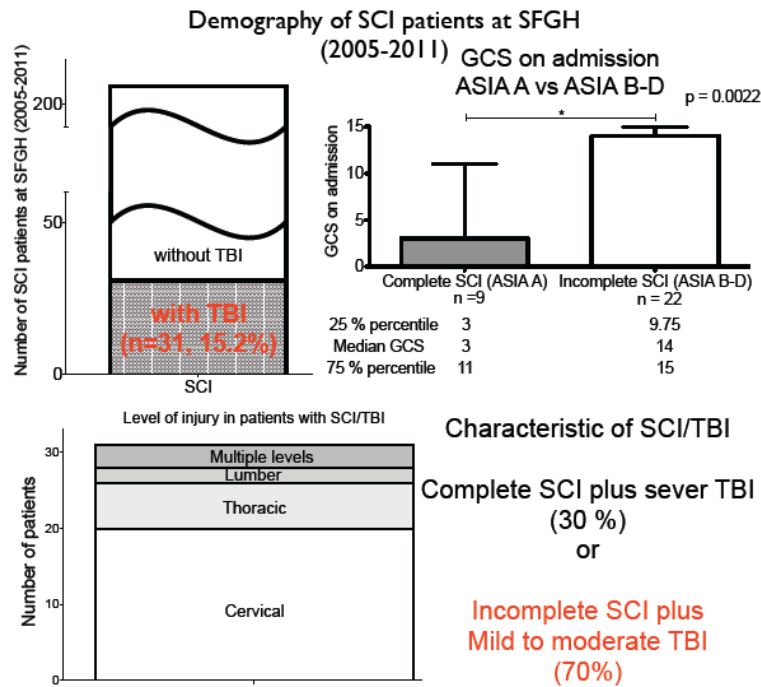 Demography of SCI patients at SFGH
(2005-2011)
Number of SCI patients at SFGH (2005-2011)
200
50
0
without TBI
with TBI
(n=31, 15.2%)
SCI
GCS on admission
ASIA A vs ASIA B-D
p = 0.0022
*
GCS on admission
15
10
5
0
Complete SCI (ASIA A) Incomplete SCI (ASIA B-D)
n =9 n = 22
25 % percentile 3 9.75
Median GCS 3 14
75 % percentile 11 15
Level of injury in patients with SCI/TBI
Number of patients
30
20
10
0
Multiple levels
Lumber
Thoracic
Cervical
Characteristic of SCI/TBI
Complete SCI plus sever TBI
(30 %)
or
Incomplete SCI plus
Mild to moderate TBI
(70%)